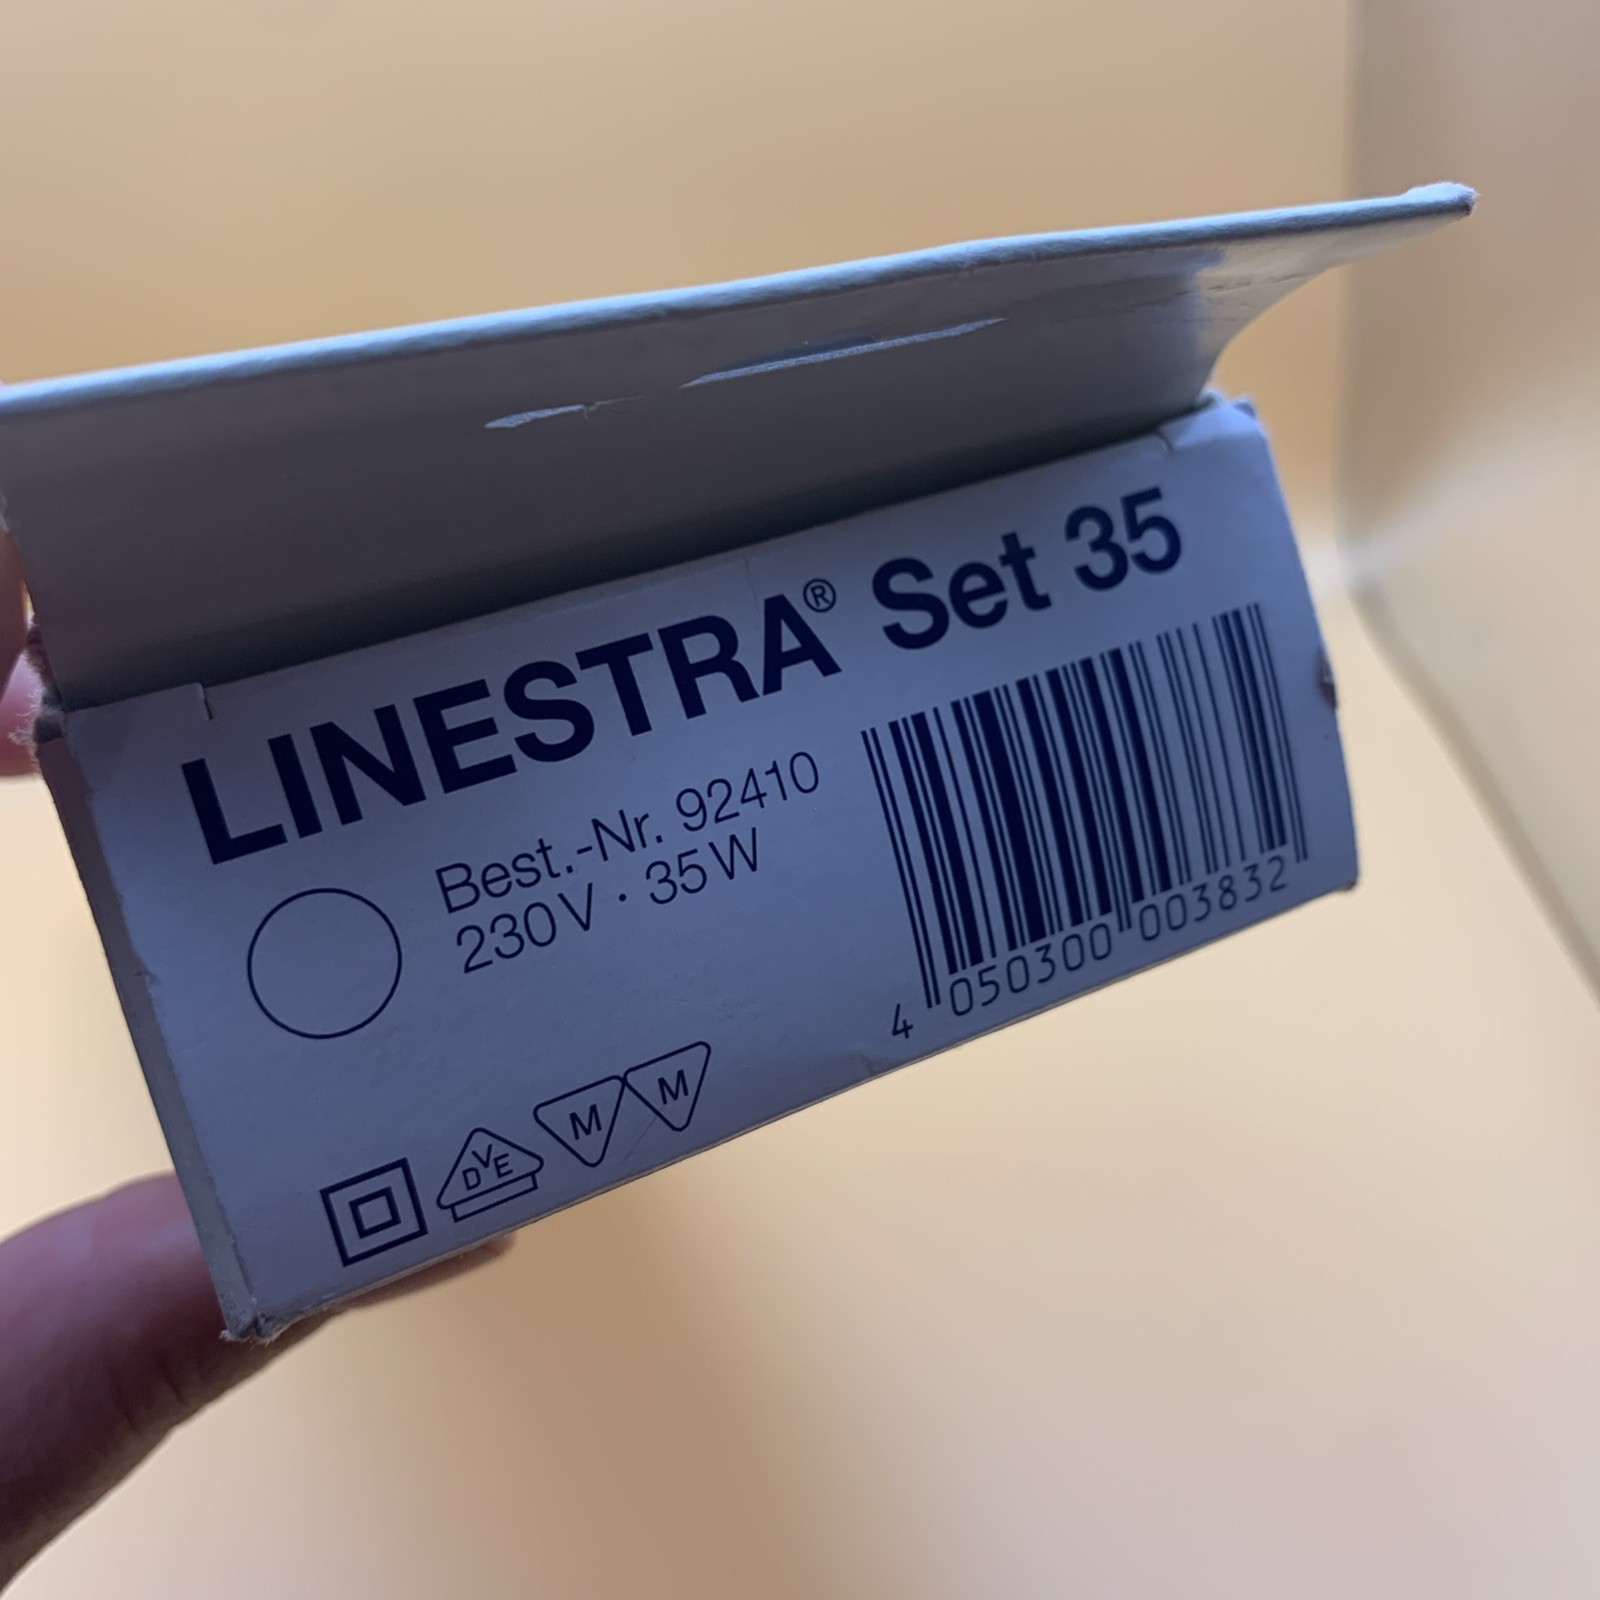 LINESTRA® Set 35
Best.-Nr. 92410
230V · 35W
4 050300 003832
DVE
M M